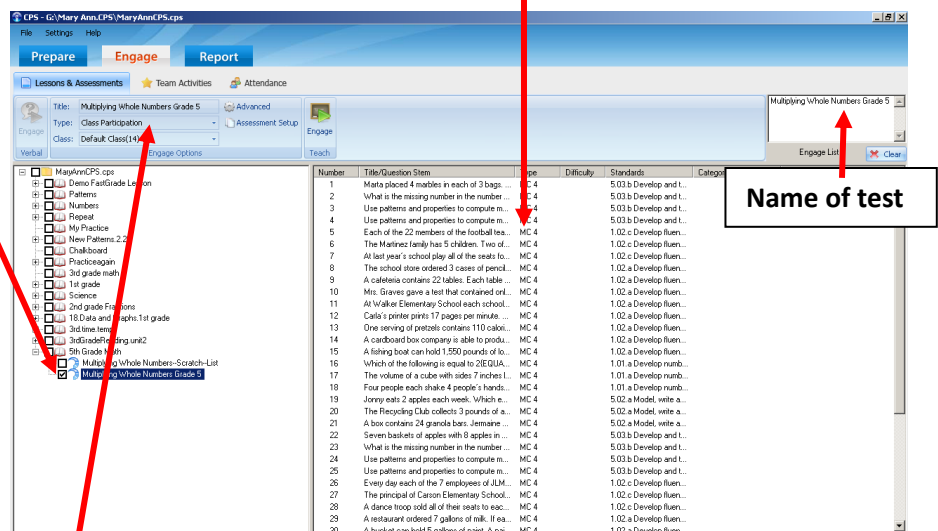 CPS - G:\Mary Ann.CPS\MaryAnnCPS.cps
File Settings Help
Prepare Engage Report
Lessons & Assessments Team Activities Attendance
Title: Multiplying Whole Numbers Grade 5 Advanced
Type: Class Participation Assessment Setup
Class: Default Class(14)
Engage Engage
Verbal Engage Options Teach
Multiplying Whole Numbers Grade 5
Engage List Clear
Name of test
MaryAnnCPS.cps
Demo FastGrade Lesson
Patterns
Numbers
Repeat
My Practice
New Patterns.2.2
Chalkboard
Practiceagain
3rd grade math
1st grade
Science
2nd grade Fractions
18.Data and Graphs.1st grade
3rd.time.temp
3rdGradeReading.unit2
5th Grade Math
Multiplying Whole Numbers--Scratch--List
Multiplying Whole Numbers Grade 5
Number Title/Question Stem Type Difficulty Standards
1 Marta placed 4 marbles in each of 3 bags. ... MC 4 5.03.b Develop and t...
2 What is the missing number in the number ... MC 4 5.03.b Develop and t...
3 Use patterns and properties to compute m... MC 4 5.03.b Develop and t...
4 Use patterns and properties to compute m... MC 4 5.03.b Develop and t...
5 Each of the 22 members of the football tea... MC 4 1.02.c Develop fluen...
6 The Martinez family has 5 children. Two of... MC 4 1.02.c Develop fluen...
7 At last year's school play all of the seats fo... MC 4 1.02.c Develop fluen...
8 The school store ordered 3 cases of pencil... MC 4 1.02.c Develop fluen...
9 A cafeteria contains 22 tables. Each table ... MC 4 1.02.a Develop fluen...
10 Mrs. Graves gave a test that contained onl... MC 4 1.02.a Develop fluen...
11 At Walker Elementary School each school... MC 4 1.02.a Develop fluen...
12 Carla's printer prints 17 pages per minute. ... MC 4 1.02.a Develop fluen...
13 One serving of pretzels contains 110 calori... MC 4 1.02.a Develop fluen...
14 A cardboard box company is able to produ... MC 4 1.02.a Develop fluen...
15 A fishing boat can hold 1,550 pounds of lo... MC 4 1.02.a Develop fluen...
16 Which of the following is equal to 2{EQUA... MC 4 1.01.a Develop numb...
17 The volume of a cube with sides 7 inches l... MC 4 1.01.a Develop numb...
18 Four people each shake 4 people's hands... MC 4 1.01.a Develop numb...
19 Jonny eats 2 apples each week. Which e... MC 4 5.02.a Model, write a...
20 The Recycling Club collects 3 pounds of a... MC 4 5.02.a Model, write a...
21 A box contains 24 granola bars. Jermaine ... MC 4 5.02.a Model, write a...
22 Seven baskets of apples with 8 apples in ... MC 4 5.03.b Develop and t...
23 What is the missing number in the number ... MC 4 5.03.b Develop and t...
24 Use patterns and properties to compute m... MC 4 5.03.b Develop and t...
25 Use patterns and properties to compute m... MC 4 5.03.b Develop and t...
26 Every day each of the 7 employees of JLM... MC 4 1.02.c Develop fluen...
27 The principal of Carson Elementary School... MC 4 1.02.c Develop fluen...
28 A dance troop sold all of their seats to eac... MC 4 1.02.c Develop fluen...
29 A restaurant ordered 7 gallons of milk. If ea... MC 4 1.02.a Develop fluen...